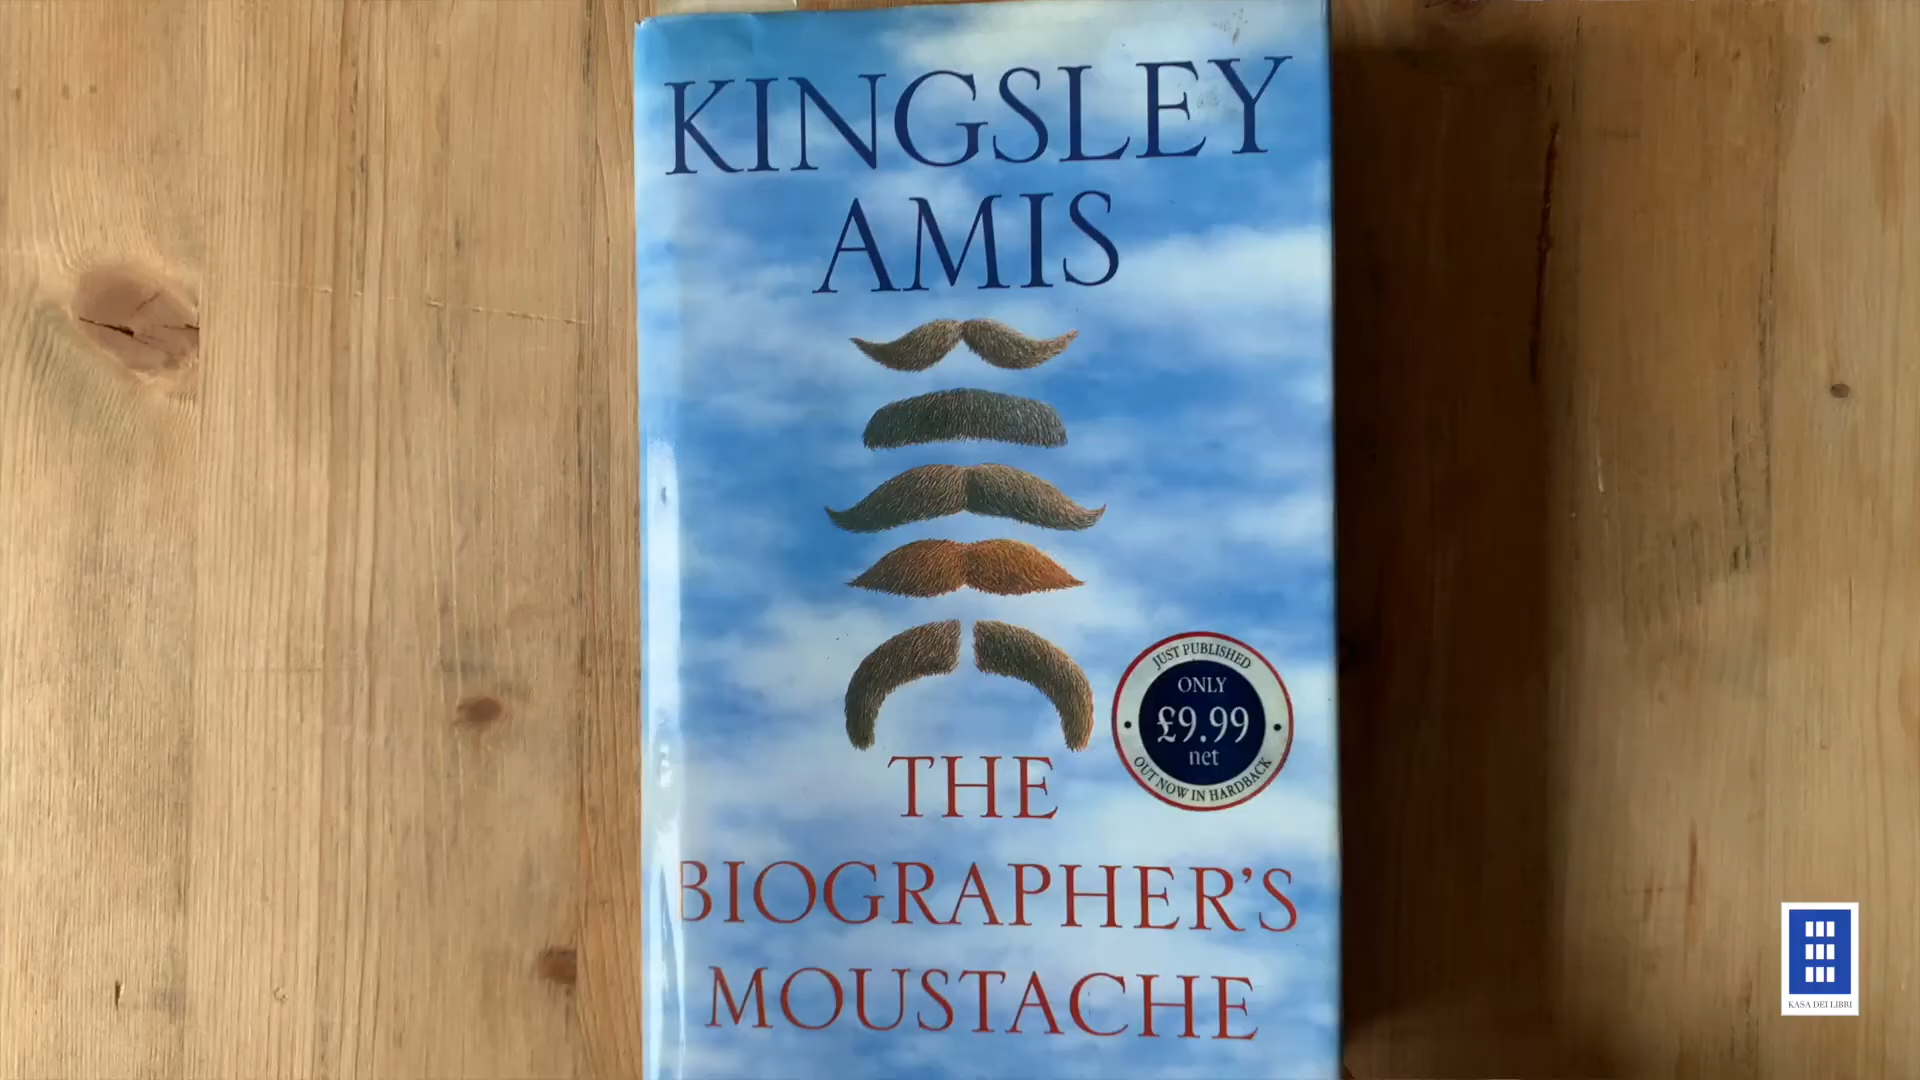 KINGSLEY
AMIS
JUST PUBLISHED
ONLY
£9.99
net
OUT NOW IN HARDBACK
THE
BIOGRAPHER'S
MOUSTACHE
KASA DEI LIBRI